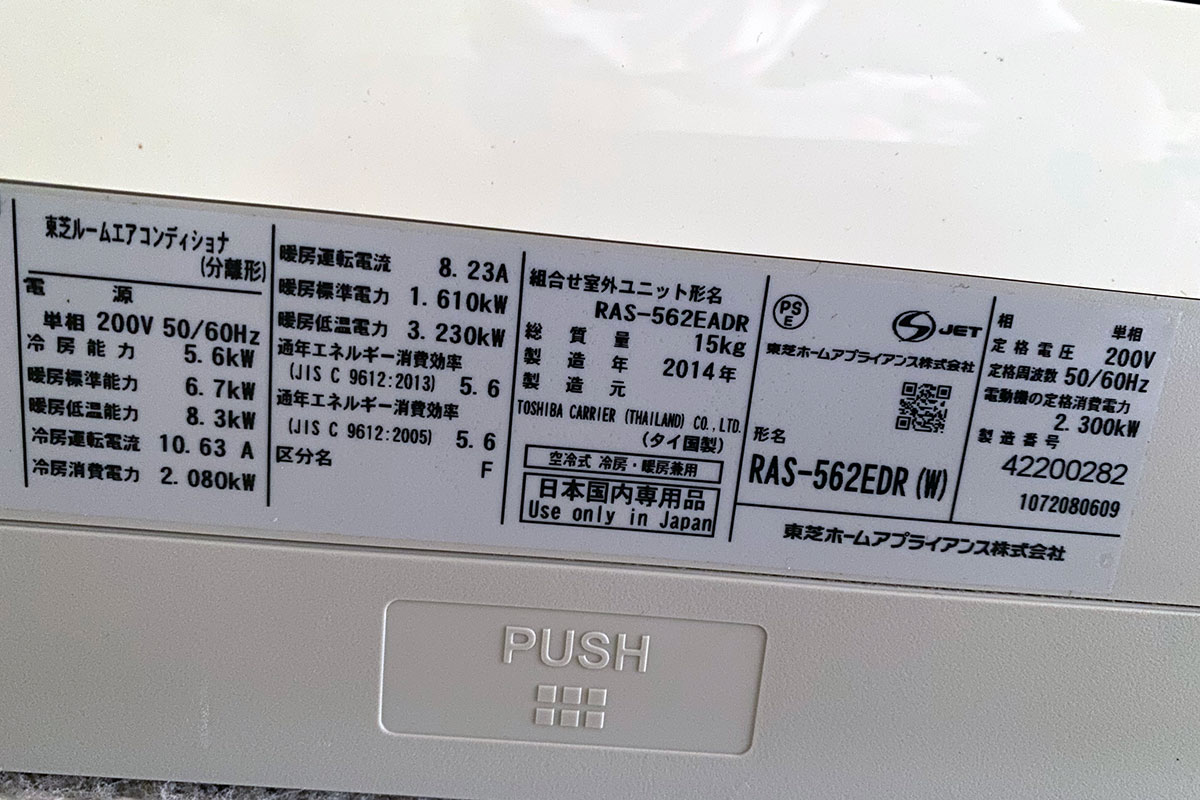 東芝ルームエアコンディショナ
(分離形)
電源
単相 200V 50/60Hz
冷房能力 5.6kW
暖房標準能力 6.7kW
暖房低温能力 8.3kW
冷房運転電流 10.63 A
冷房消費電力 2.080kW
暖房運転電流 8.23A
暖房標準電力 1.610kW
暖房低温電力 3.230kW
通年エネルギー消費効率
(JIS C 9612:2013) 5.6
通年エネルギー消費効率
(JIS C 9612:2005) 5.6
区分名 F
組合せ室外ユニット形名
RAS-562EADR
総質量 15kg
製造年 2014年
製造元
TOSHIBA CARRIER (THAILAND) CO., LTD.
(タイ国製)
空冷式 冷房・暖房兼用
日本国内専用品
Use only in Japan
PS
E
JET
東芝ホームアプライアンス株式会社
形名
RAS-562EDR(W)
相 単相
定格電圧 200V
定格周波数 50/60Hz
電動機の定格消費電力
2.300kW
製造番号
42200282
1072080609
東芝ホームアプライアンス株式会社
PUSH